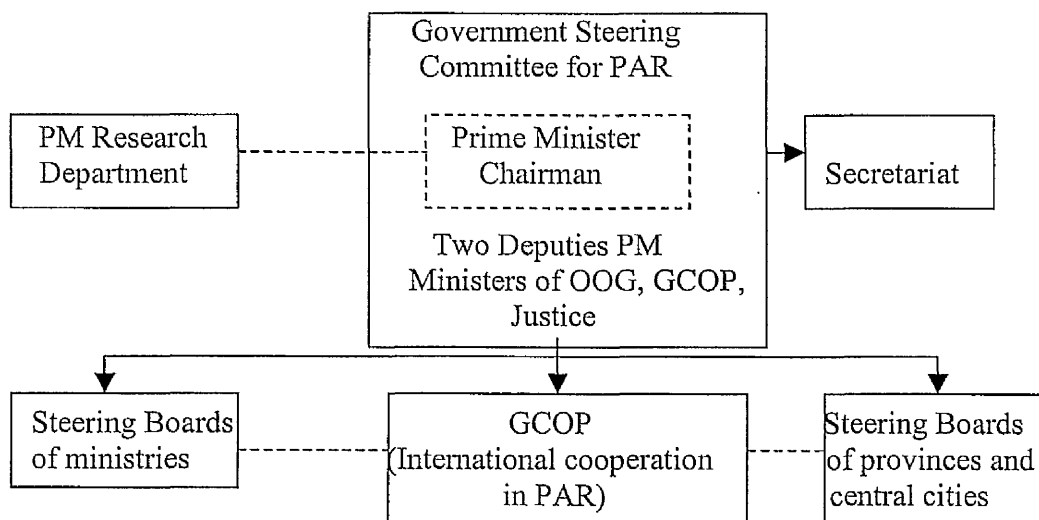 Government Steering
Committee for PAR
PM Research
Department
Prime Minister
Chairman
Secretariat
Two Deputies PM
Ministers of OOG, GCOP,
Justice
Steering Boards
of ministries
GCOP
(International cooperation
in PAR)
Steering Boards
of provinces and
central cities